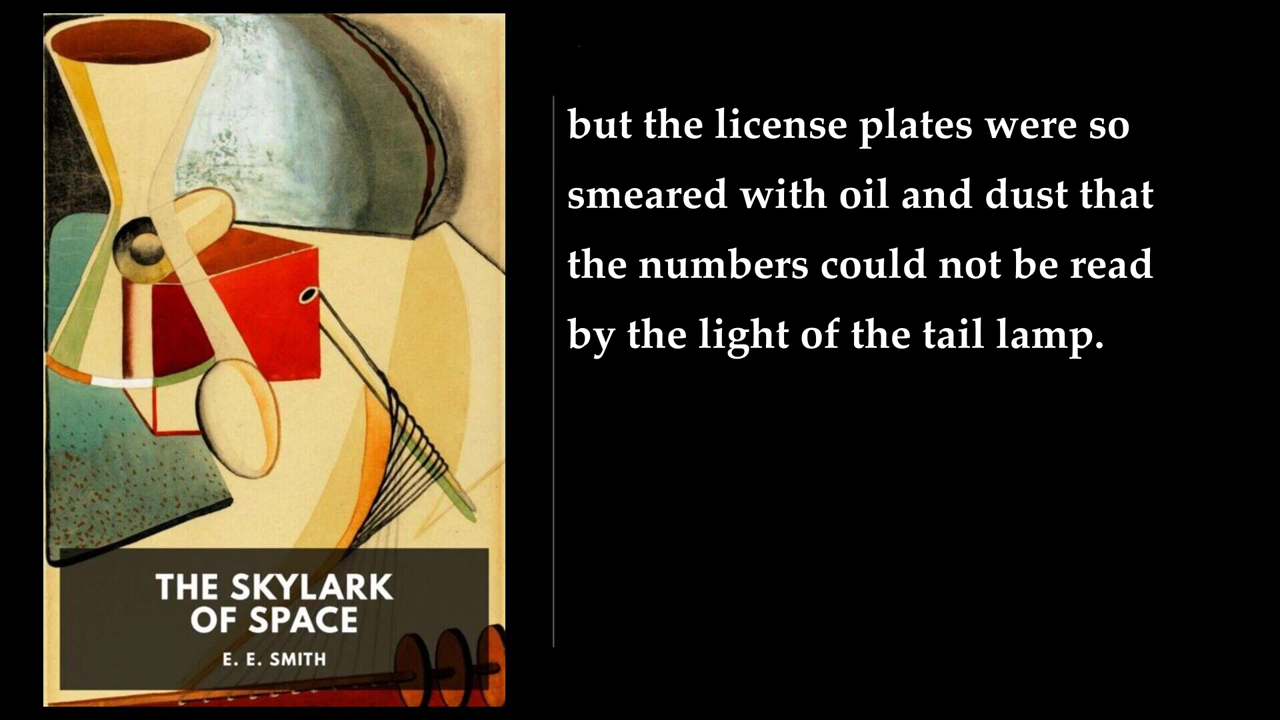 but the license plates were so
smeared with oil and dust that
the numbers could not be read
by the light of the tail lamp.
THE SKYLARK
OF SPACE
E. E. SMITH